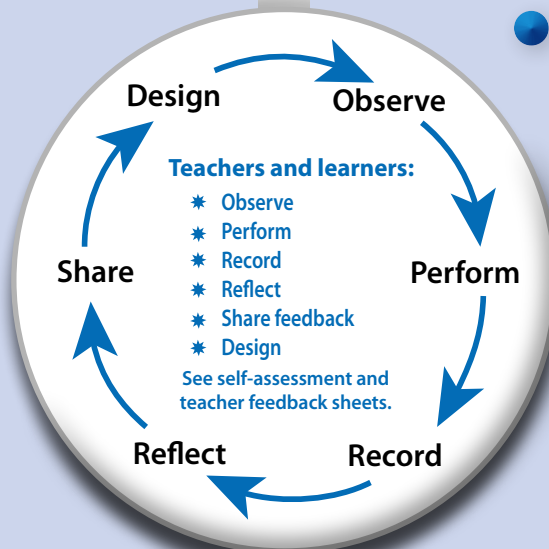 Design
Observe
Teachers and learners:
Observe
Perform
Record
Reflect
Share feedback
Design
See self-assessment and
teacher feedback sheets.
Share
Perform
Reflect
Record